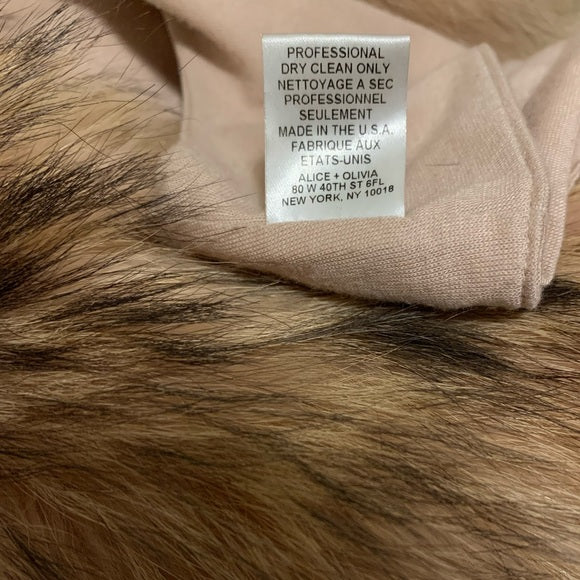 PROFESSIONAL
DRY CLEAN ONLY
NETTOYAGE A SEC
PROFESSIONNEL
SEULEMENT
MADE IN THE U.S.A.
FABRIQUE AUX
ETATS-UNIS
ALICE + OLIVIA
80 W 40TH ST 6FL
NEW YORK, NY 10018